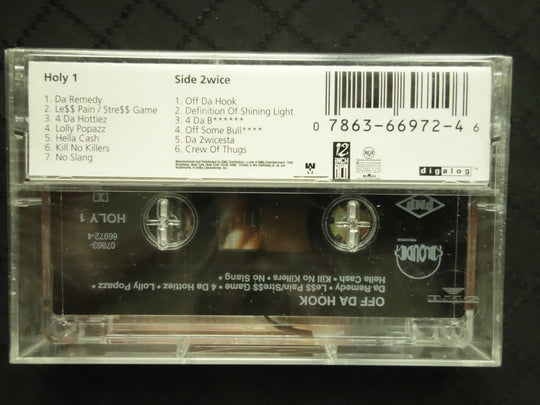 Holy 1
1. Da Remedy
2. Le$$ Pain / Stre$$ Game
3. 4 Da Hottiez
4. Lolly Popazz
5. Hella Cash
6. Kill No Killers
7. No Slang
Side 2wice
1. Off Da Hook
2. Definition Of Shining Light
3. 4 Da B******
4. Off Some Bull****
5. Da 2wicesta
6. Crew Of Thugs
0 7863-66972-4 6
12
INCH
digalog
HOLY 1
07863-
66972-4
OFF DA HOOK
Da Remedy • Le$$ Pain/Stre$$ Game • 4 Da Hottiez • Lolly Popazz •
Hella Cash • Kill No Killers • No Slang •